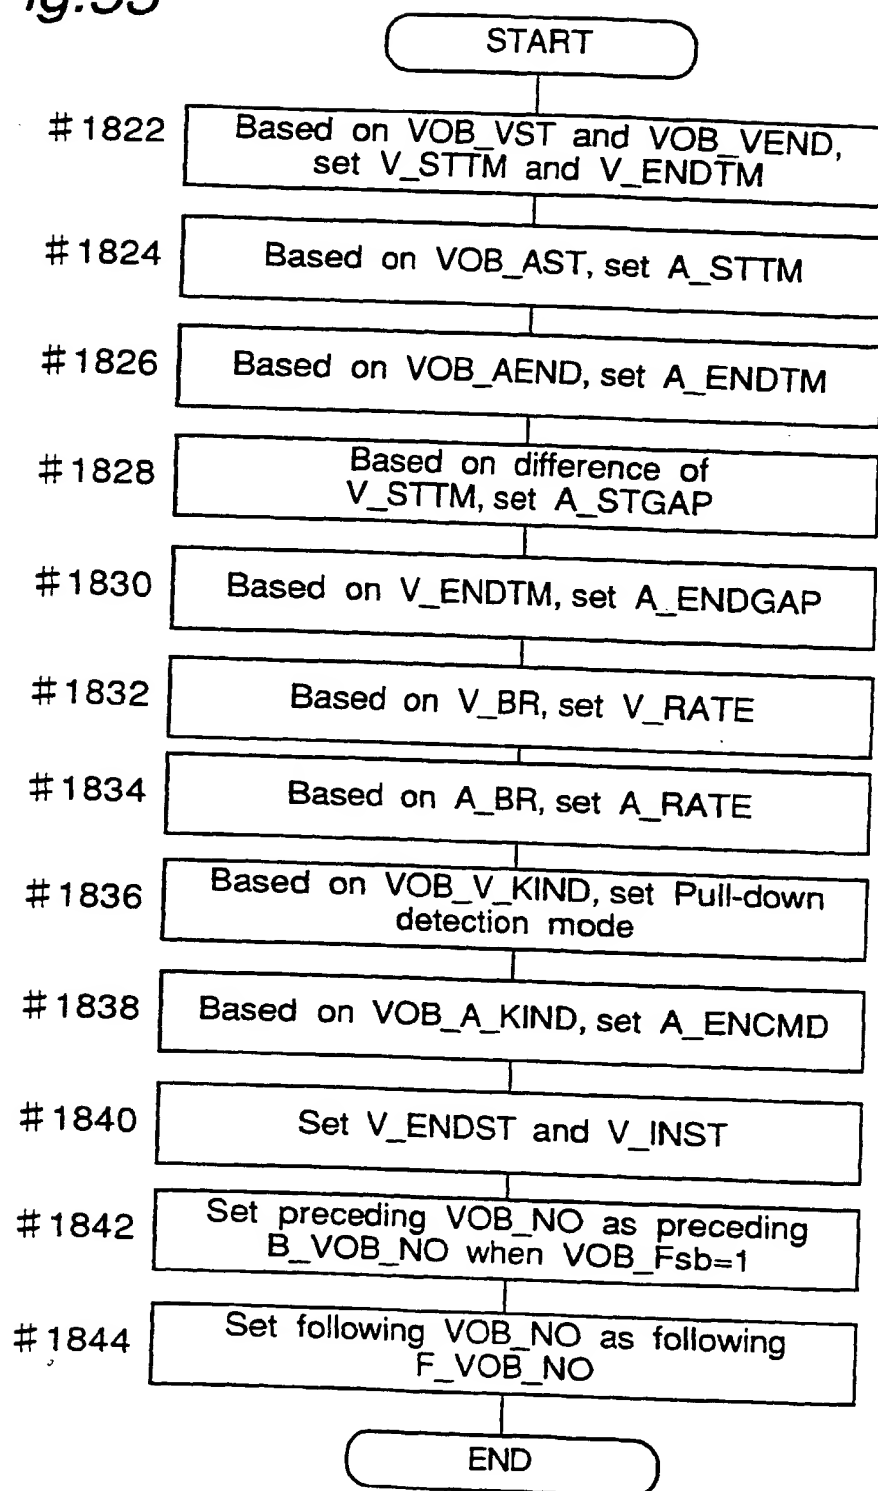 ig.53
START
#1822
Based on VOB_VST and VOB_VEND,
set V_STTM and V_ENDTM
#1824
Based on VOB_AST, set A_STTM
#1826
Based on VOB_AEND, set A_ENDTM
#1828
Based on difference of
V_STTM, set A_STGAP
#1830
Based on V_ENDTM, set A_ENDGAP
#1832
Based on V_BR, set V_RATE
#1834
Based on A_BR, set A_RATE
#1836
Based on VOB_V_KIND, set Pull-down
detection mode
#1838
Based on VOB_A_KIND, set A_ENCMD
#1840
Set V_ENDST and V_INST
#1842
Set preceding VOB_NO as preceding
B_VOB_NO when VOB_Fsb=1
#1844
Set following VOB_NO as following
F_VOB_NO
END